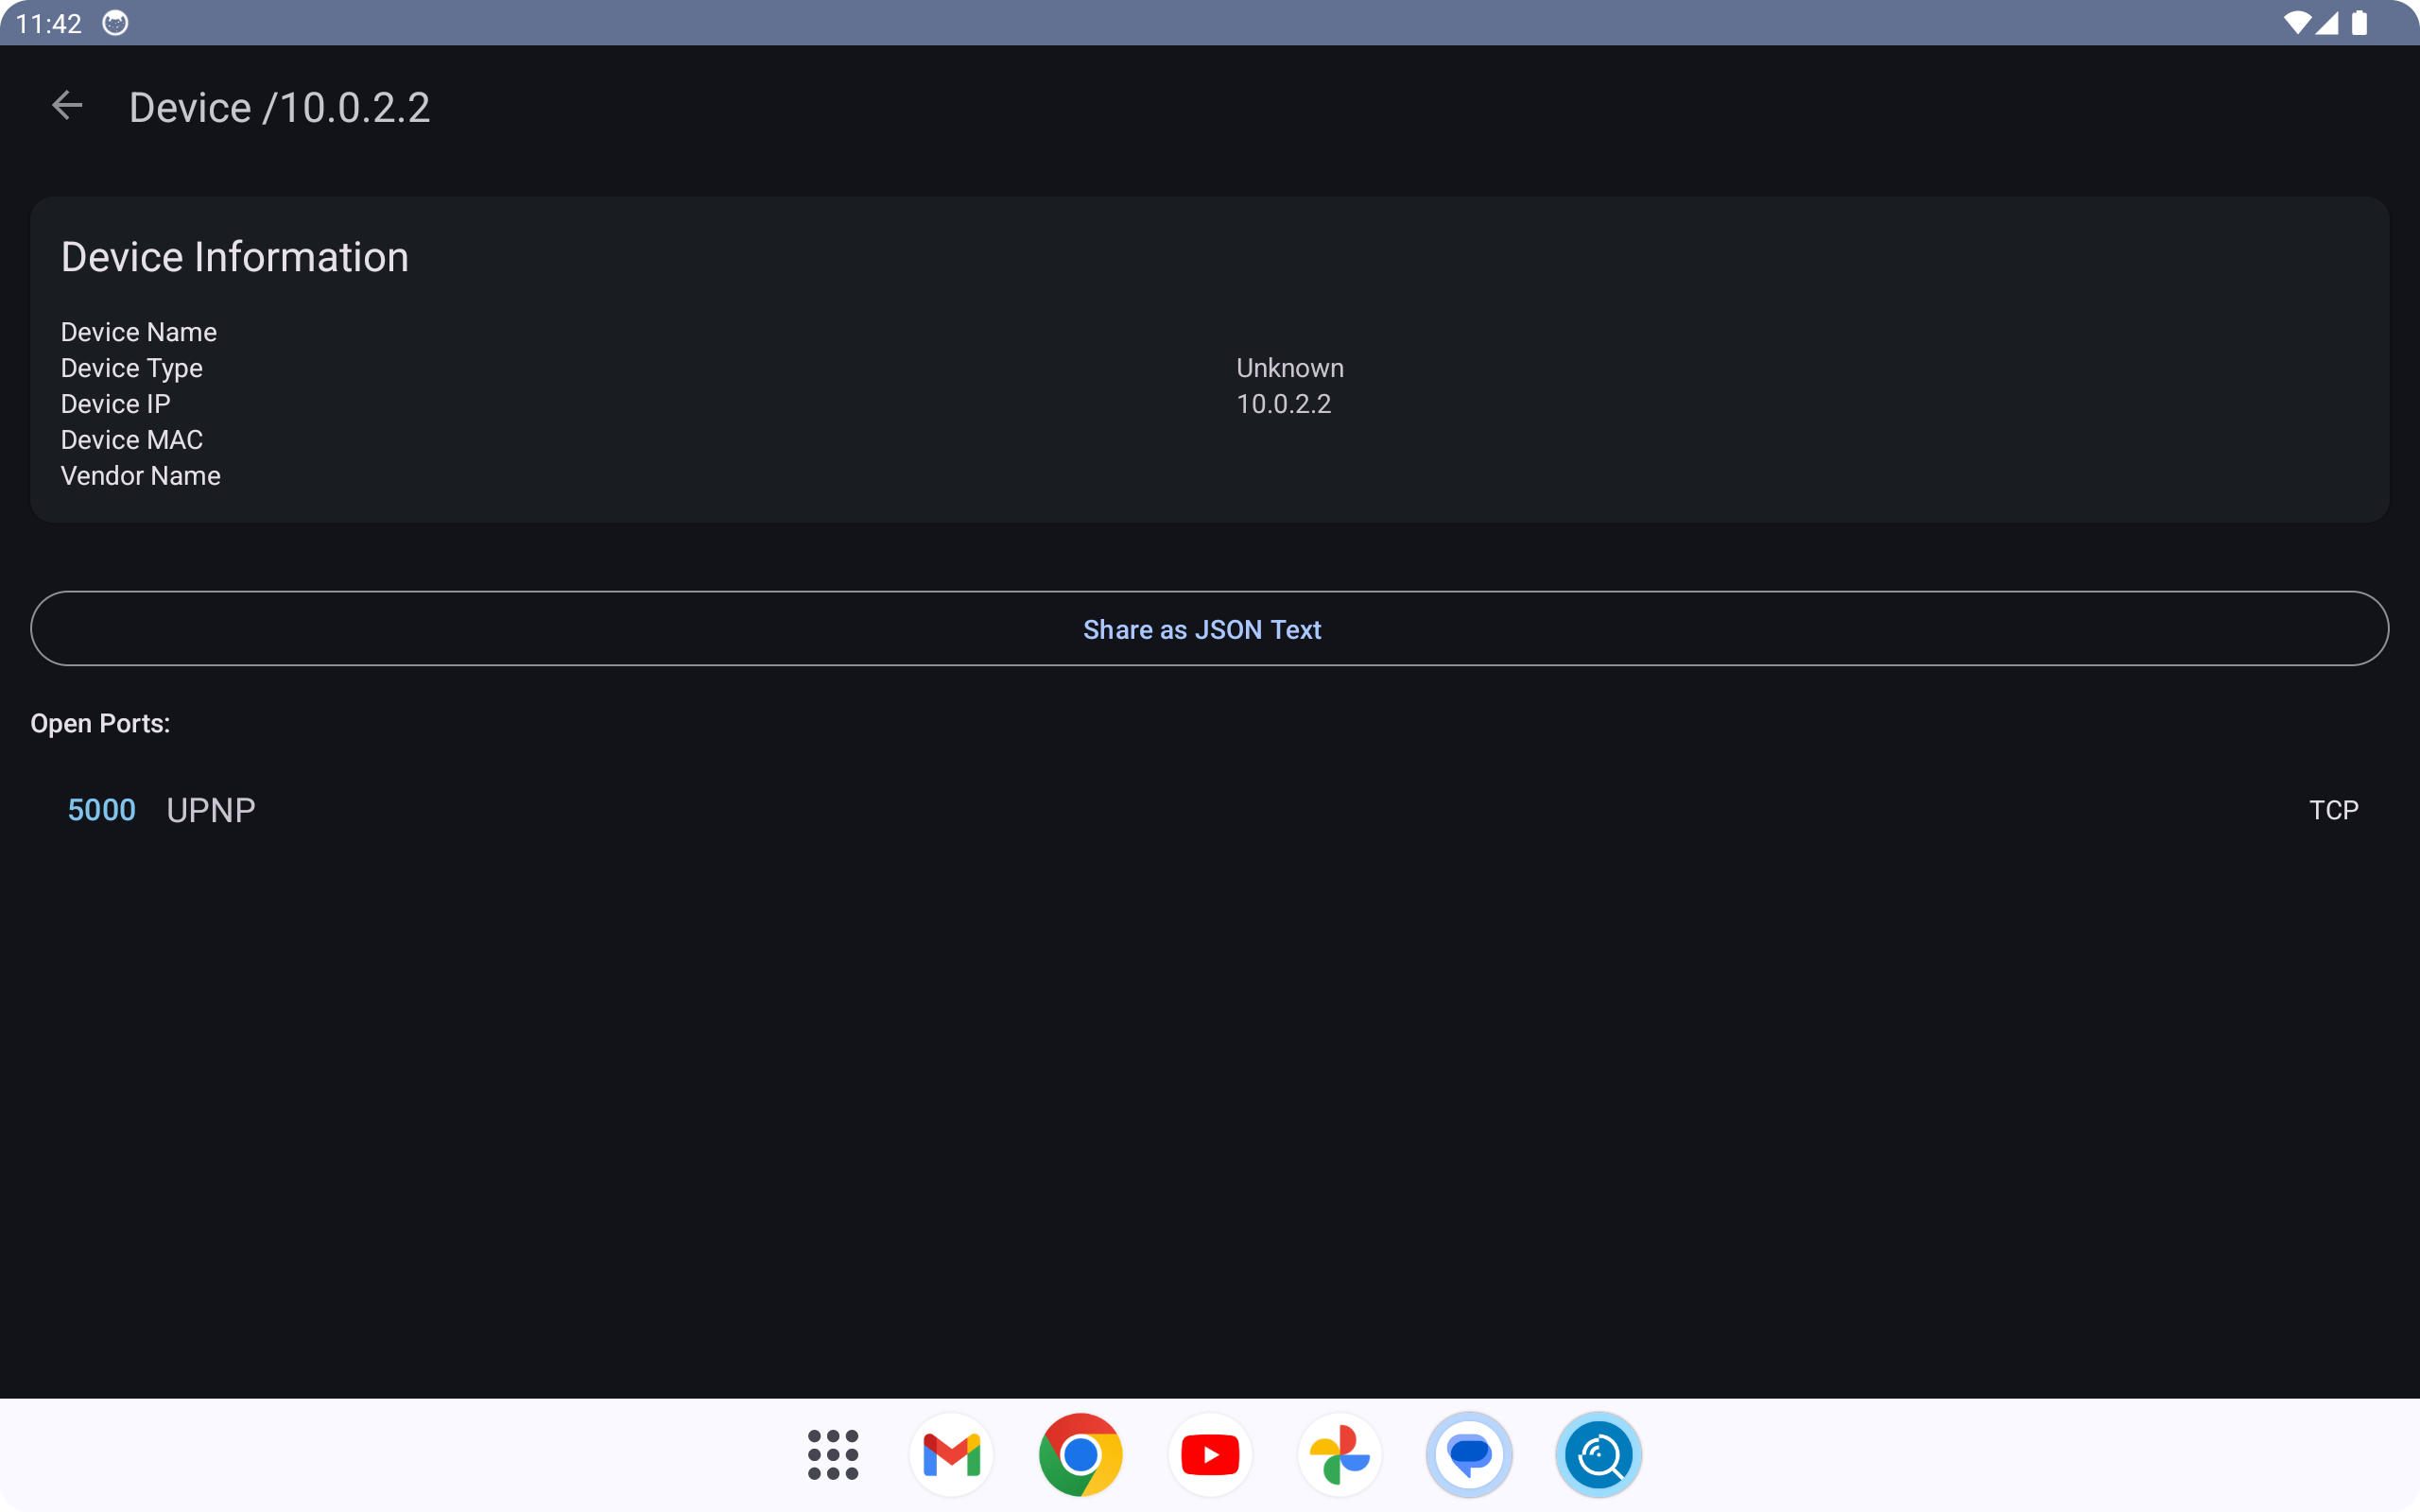 11:42
Device /10.0.2.2
Device Information
Device Name
Device Type Unknown
Device IP 10.0.2.2
Device MAC
Vendor Name
Share as JSON Text
Open Ports:
5000 UPNP TCP